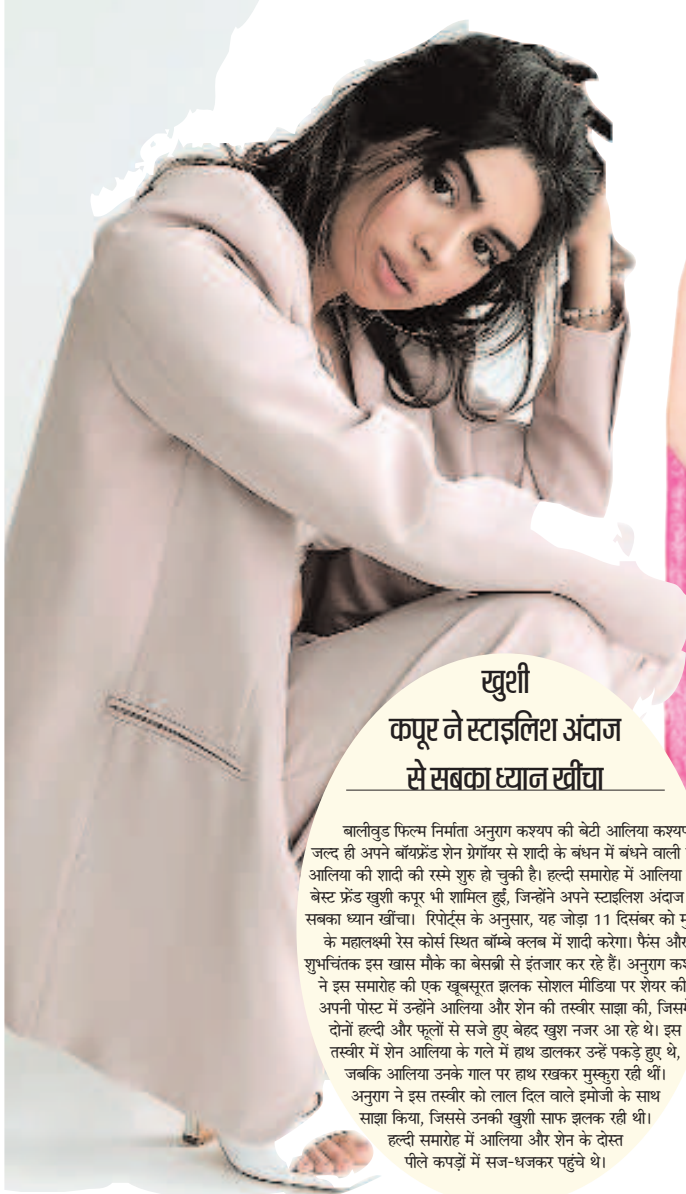 खुशी
कपूर ने स्टाइलिश अंदाज
से सबका ध्यान खींचा
बालीवुड फिल्म निर्माता अनुराग कश्यप की बेटी आलिया कश्यप
जल्द ही अपने बॉयफ्रेंड शेन ग्रेगॉयर से शादी के बंधन में बंधने वाली
आलिया की शादी की रस्मे शुरु हो चुकी है। हल्दी समारोह में आलिया
बेस्ट फ्रेंड खुशी कपूर भी शामिल हुईं, जिन्होंने अपने स्टाइलिश अंदाज
सबका ध्यान खींचा। रिपोर्ट्स के अनुसार, यह जोड़ा 11 दिसंबर को
के महालक्ष्मी रेस कोर्स स्थित बॉम्बे क्लब में शादी करेगा। फैंस और
शुभचिंतक इस खास मौके का बेसब्री से इंतजार कर रहे हैं। अनुराग
ने इस समारोह की एक खूबसूरत झलक सोशल मीडिया पर शेयर की
अपनी पोस्ट में उन्होंने आलिया और शेन की तस्वीर साझा की,
दोनों हल्दी और फूलों से सजे हुए बेहद खुश नजर आ रहे थे। इस
तस्वीर में शेन आलिया के गले में हाथ डालकर उन्हें पकड़े हुए थे,
जबकि आलिया उनके गाल पर हाथ रखकर मुस्कुरा रही थीं।
अनुराग ने इस तस्वीर को लाल दिल वाले इमोजी के साथ
साझा किया, जिससे उनकी खुशी साफ झलक रही थी।
हल्दी समारोह में आलिया और शेन के दोस्त
पीले कपड़ों में सज-धजकर पहुंचे थे।